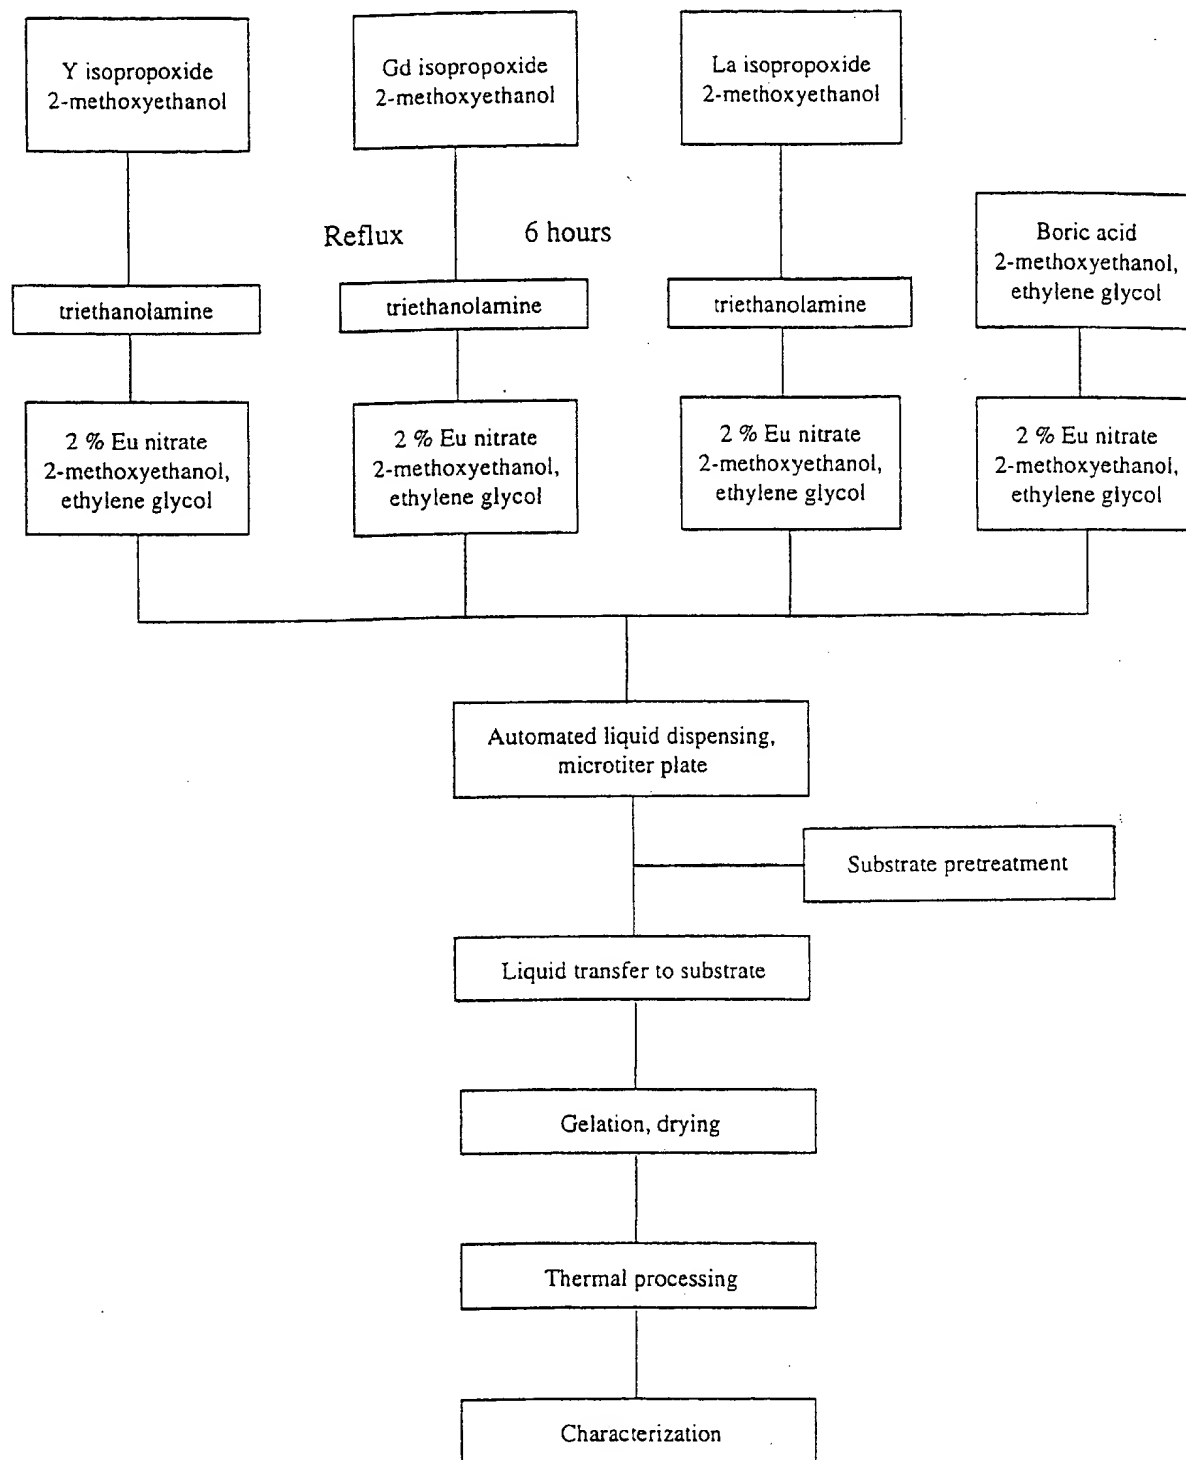 Y isopropoxide
2-methoxyethanol
Gd isopropoxide
2-methoxyethanol
La isopropoxide
2-methoxyethanol
Reflux
6 hours
Boric acid
2-methoxyethanol,
ethylene glycol
triethanolamine
triethanolamine
triethanolamine
2 % Eu nitrate
2-methoxyethanol,
ethylene glycol
2 % Eu nitrate
2-methoxyethanol,
ethylene glycol
2 % Eu nitrate
2-methoxyethanol,
ethylene glycol
2 % Eu nitrate
2-methoxyethanol,
ethylene glycol
Automated liquid dispensing,
microtiter plate
Substrate pretreatment
Liquid transfer to substrate
Gelation, drying
Thermal processing
Characterization